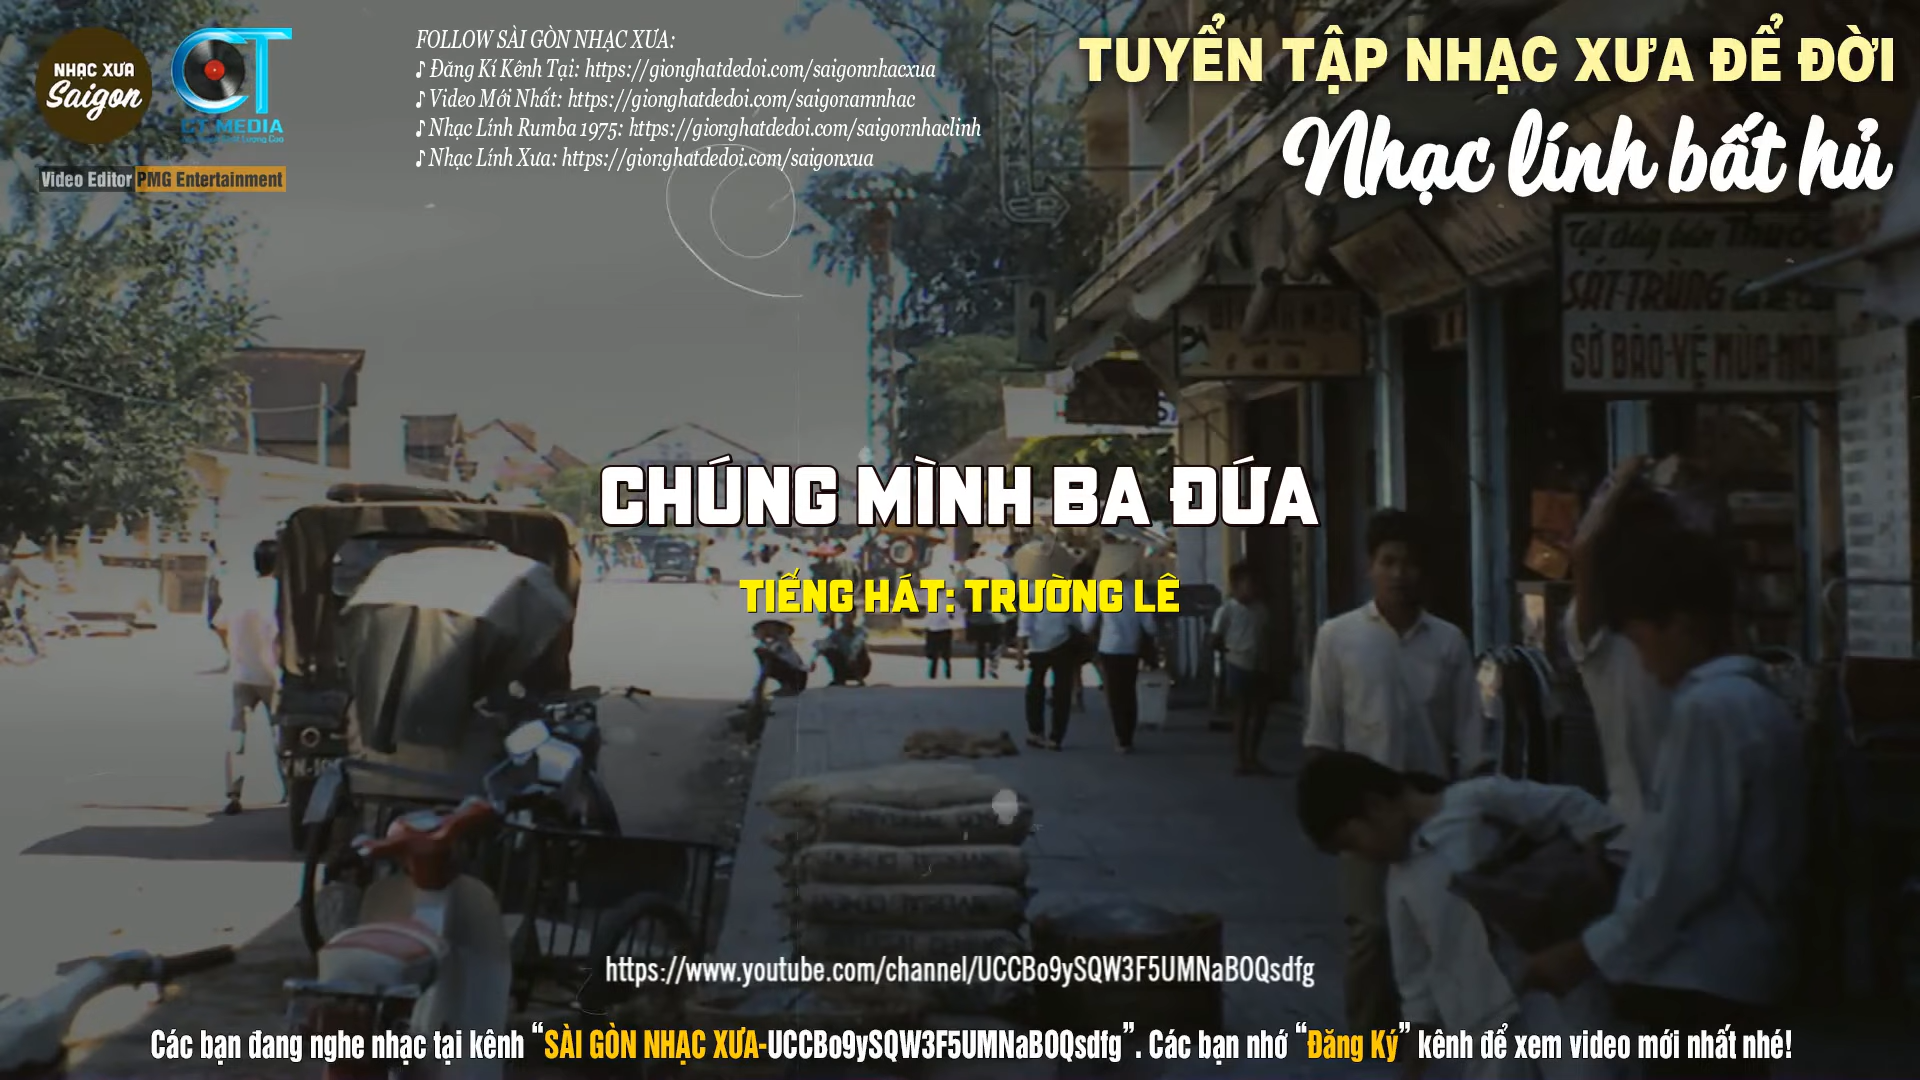 NHẠC XƯA
Saigon
CT
CT MEDIA
Video Editor PMG Entertainment
FOLLOW SÀI GÒN NHẠC XƯA:
♪ Đăng Kí Kênh Tại: https://gionghatdedoi.com/saigonnhacxua
♪ Video Mới Nhất: https://gionghatdedoi.com/saigonamnhac
♪ Nhạc Lính Rumba 1975: https://gionghatdedoi.com/saigonnhaclinh
♪ Nhạc Lính Xưa: https://gionghatdedoi.com/saigonxua
TUYỂN TẬP NHẠC XƯA ĐỂ ĐỜI
Nhạc lính bất hủ
Thuốc
SÁT-TRÙNG
SỞ BẢO-VỆ MÙA-MÀNG
CHÚNG MÌNH BA ĐỨA
TIẾNG HÁT: TRƯỜNG LÊ
https://www.youtube.com/channel/UCCBo9ySQW3F5UMNaBOQsdfg
Các bạn đang nghe nhạc tại kênh “SÀI GÒN NHẠC XƯA-UCCBo9ySQW3F5UMNaBOQsdfg”. Các bạn nhớ “Đăng Ký” kênh để xem video mới nhất nhé!